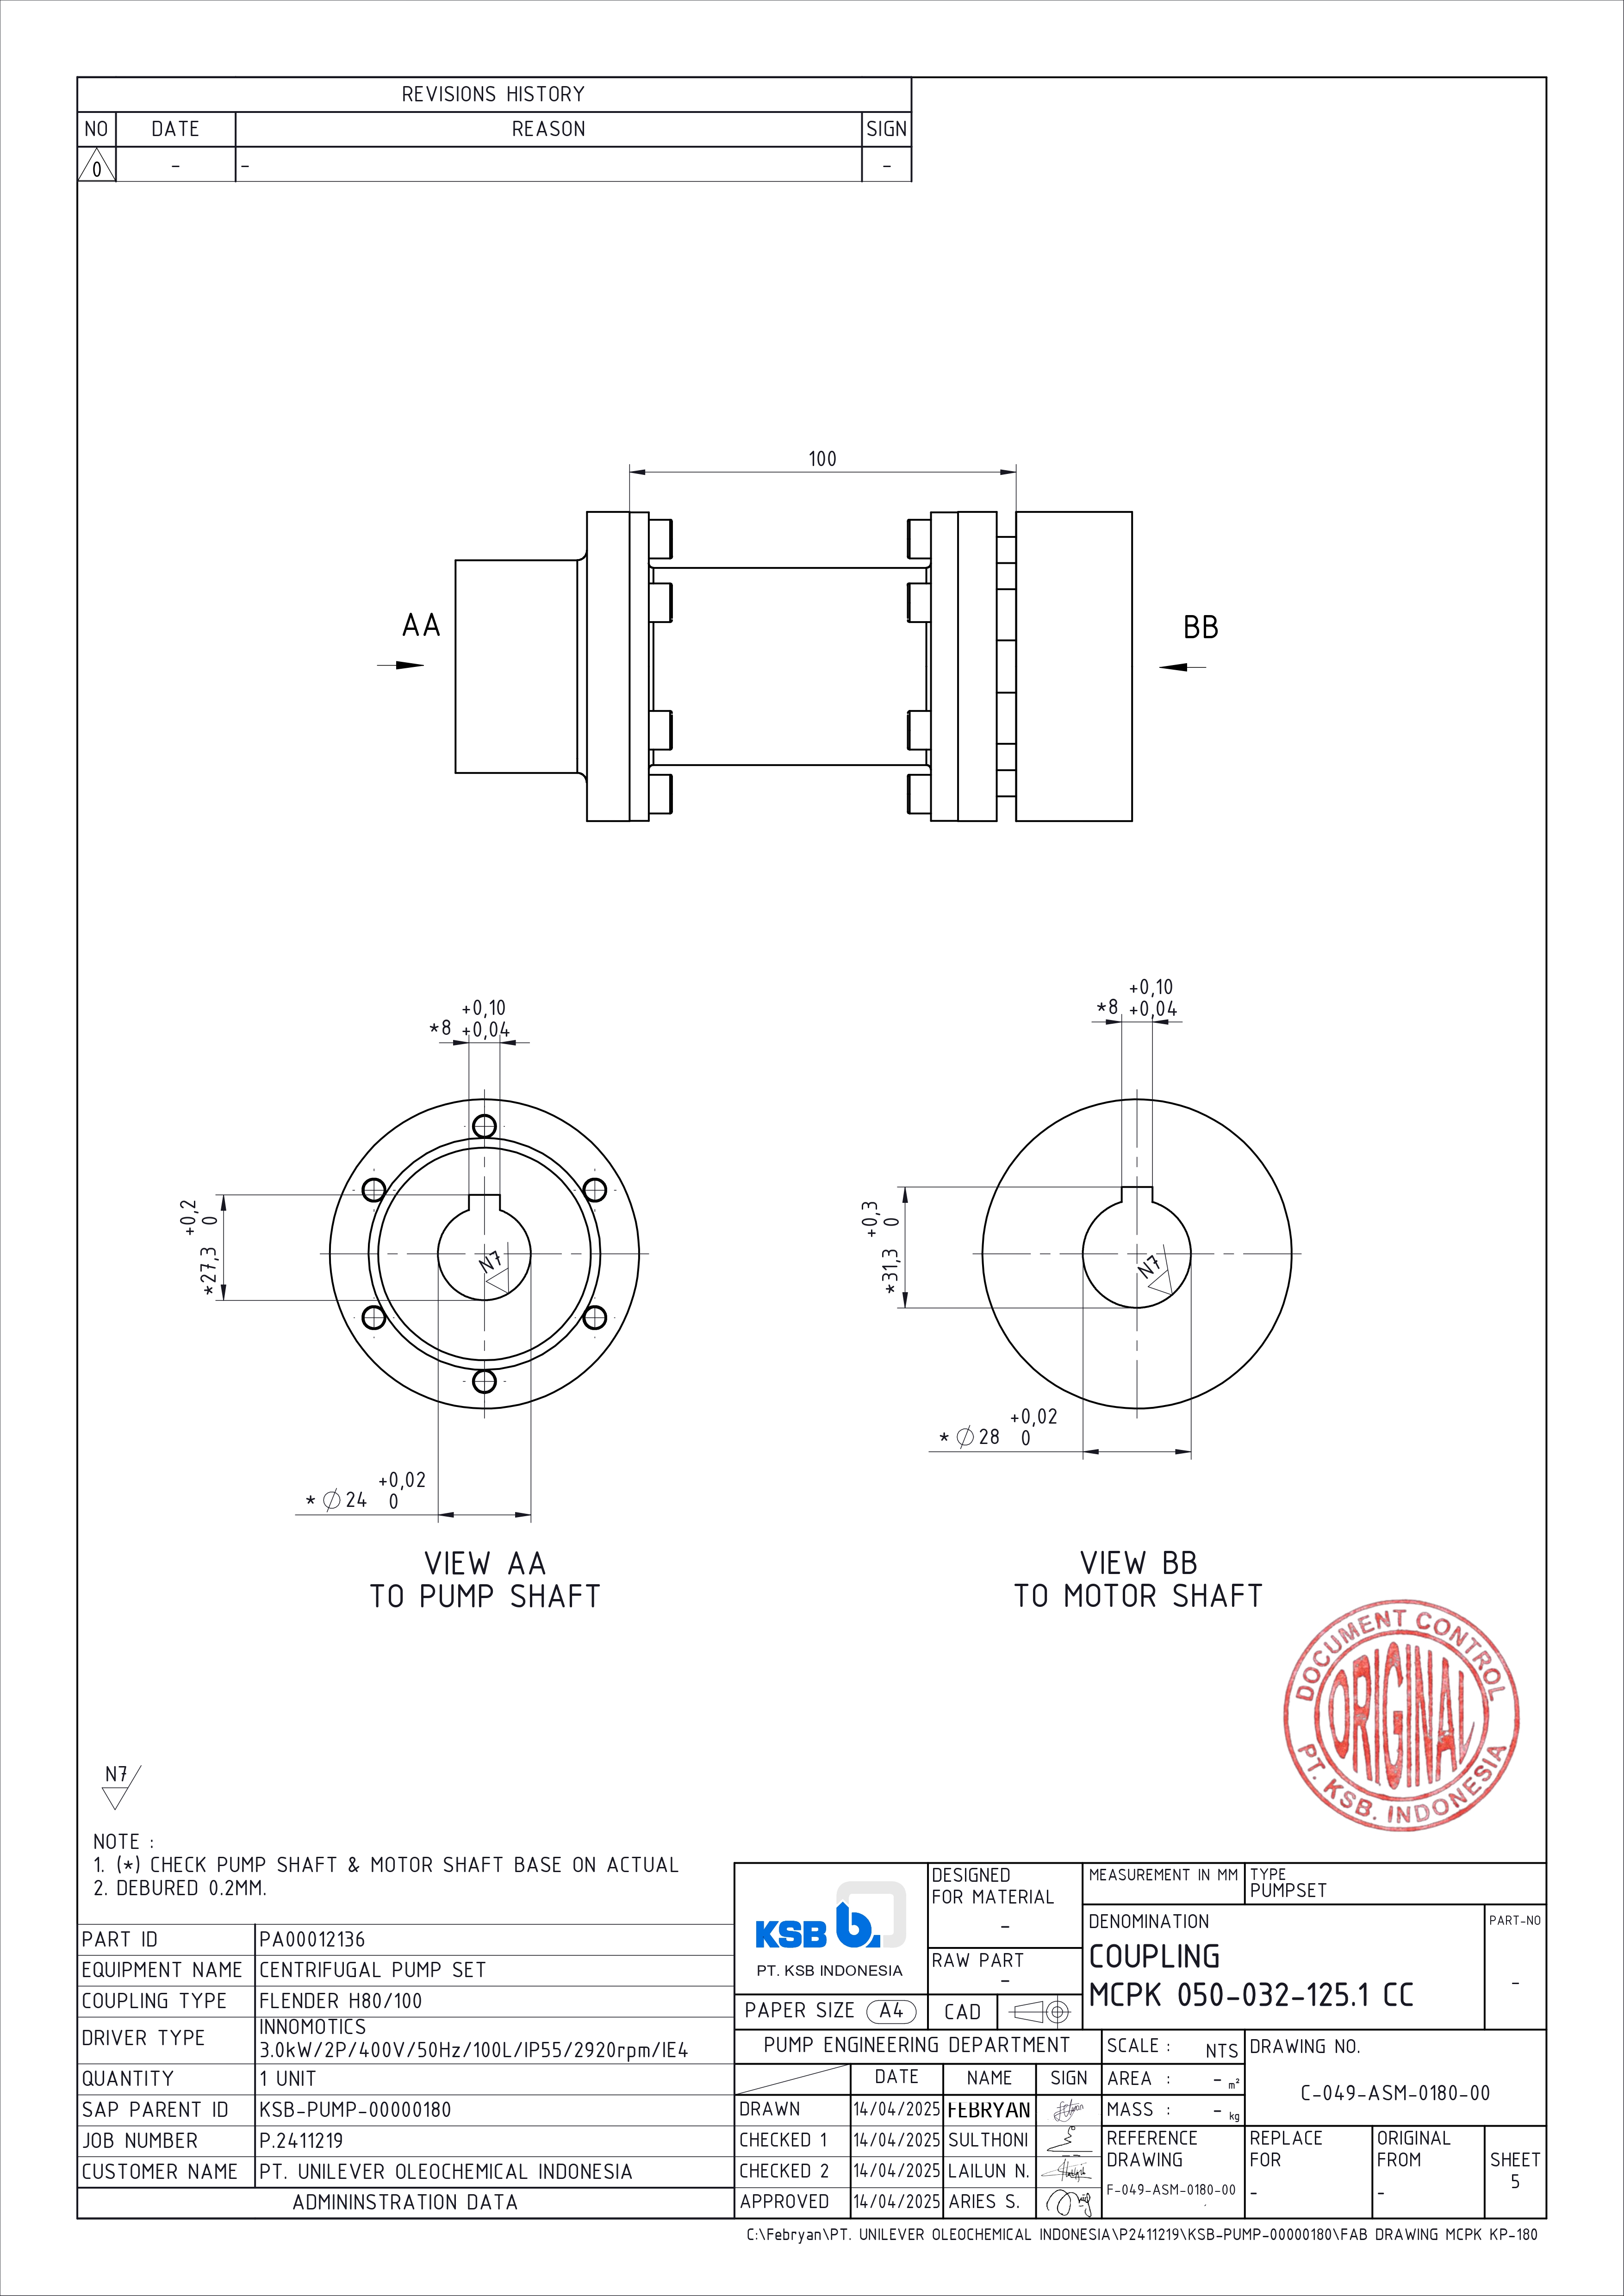 REVISIONS HISTORY
NO DATE REASON SIGN
0 - - -
100
AA
BB
+0,10
*8 +0,04
+0,10
*8 +0,04
+0,2
*27,3 0
N7
+0,3
*31,3 0
N7
+0,02
* ∅24 0
+0,02
* ∅28 0
VIEW AA
TO PUMP SHAFT
VIEW BB
TO MOTOR SHAFT
DOCUMENT CONTROL
ORIGINAL
PT. KSB. INDONESIA
N7
NOTE :
1. (*) CHECK PUMP SHAFT & MOTOR SHAFT BASE ON ACTUAL
2. DEBURED 0.2MM.
PART ID PA00012136
EQUIPMENT NAME CENTRIFUGAL PUMP SET
COUPLING TYPE FLENDER H80/100
DRIVER TYPE INNOMOTICS
3.0kW/2P/400V/50Hz/100L/IP55/2920rpm/IE4
QUANTITY 1 UNIT
SAP PARENT ID KSB-PUMP-00000180
JOB NUMBER P.2411219
CUSTOMER NAME PT. UNILEVER OLEOCHEMICAL INDONESIA
ADMININSTRATION DATA
KSB b.
PT. KSB INDONESIA
DESIGNED
FOR MATERIAL
-
RAW PART
-
MEASUREMENT IN MM
TYPE
PUMPSET
DENOMINATION
COUPLING
MCPK 050-032-125.1 CC
PART-NO
-
PAPER SIZE A4 CAD
PUMP ENGINEERING DEPARTMENT
DATE NAME SIGN
DRAWN 14/04/2025 FEBRYAN
CHECKED 1 14/04/2025 SULTHONI
CHECKED 2 14/04/2025 LAILUN N.
APPROVED 14/04/2025 ARIES S.
SCALE : NTS
AREA : - m²
MASS : - kg
DRAWING NO.
C-049-ASM-0180-00
REFERENCE
DRAWING
F-049-ASM-0180-00
REPLACE
FOR
-
ORIGINAL
FROM
-
SHEET
5
C:\Febryan\PT. UNILEVER OLEOCHEMICAL INDONESIA\P2411219\KSB-PUMP-00000180\FAB DRAWING MCPK KP-180